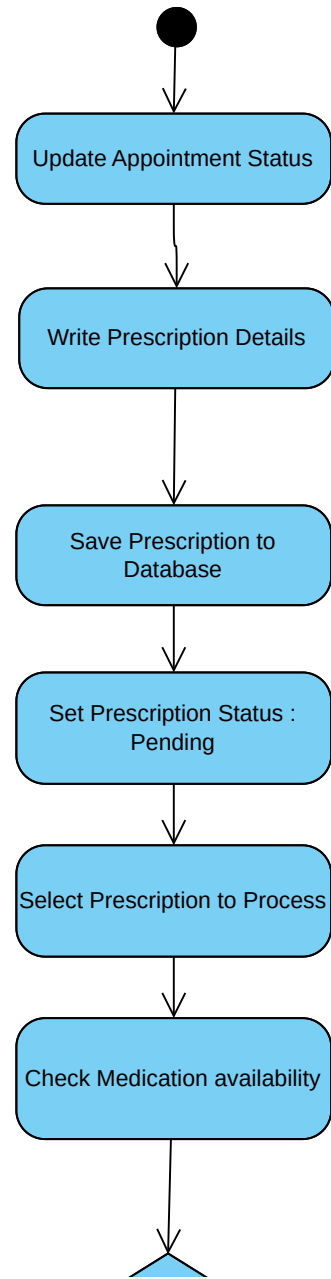 Update Appointment Status
Write Prescription Details
Save Prescription to
Database
Set Prescription Status :
Pending
Select Prescription to Process
Check Medication availability